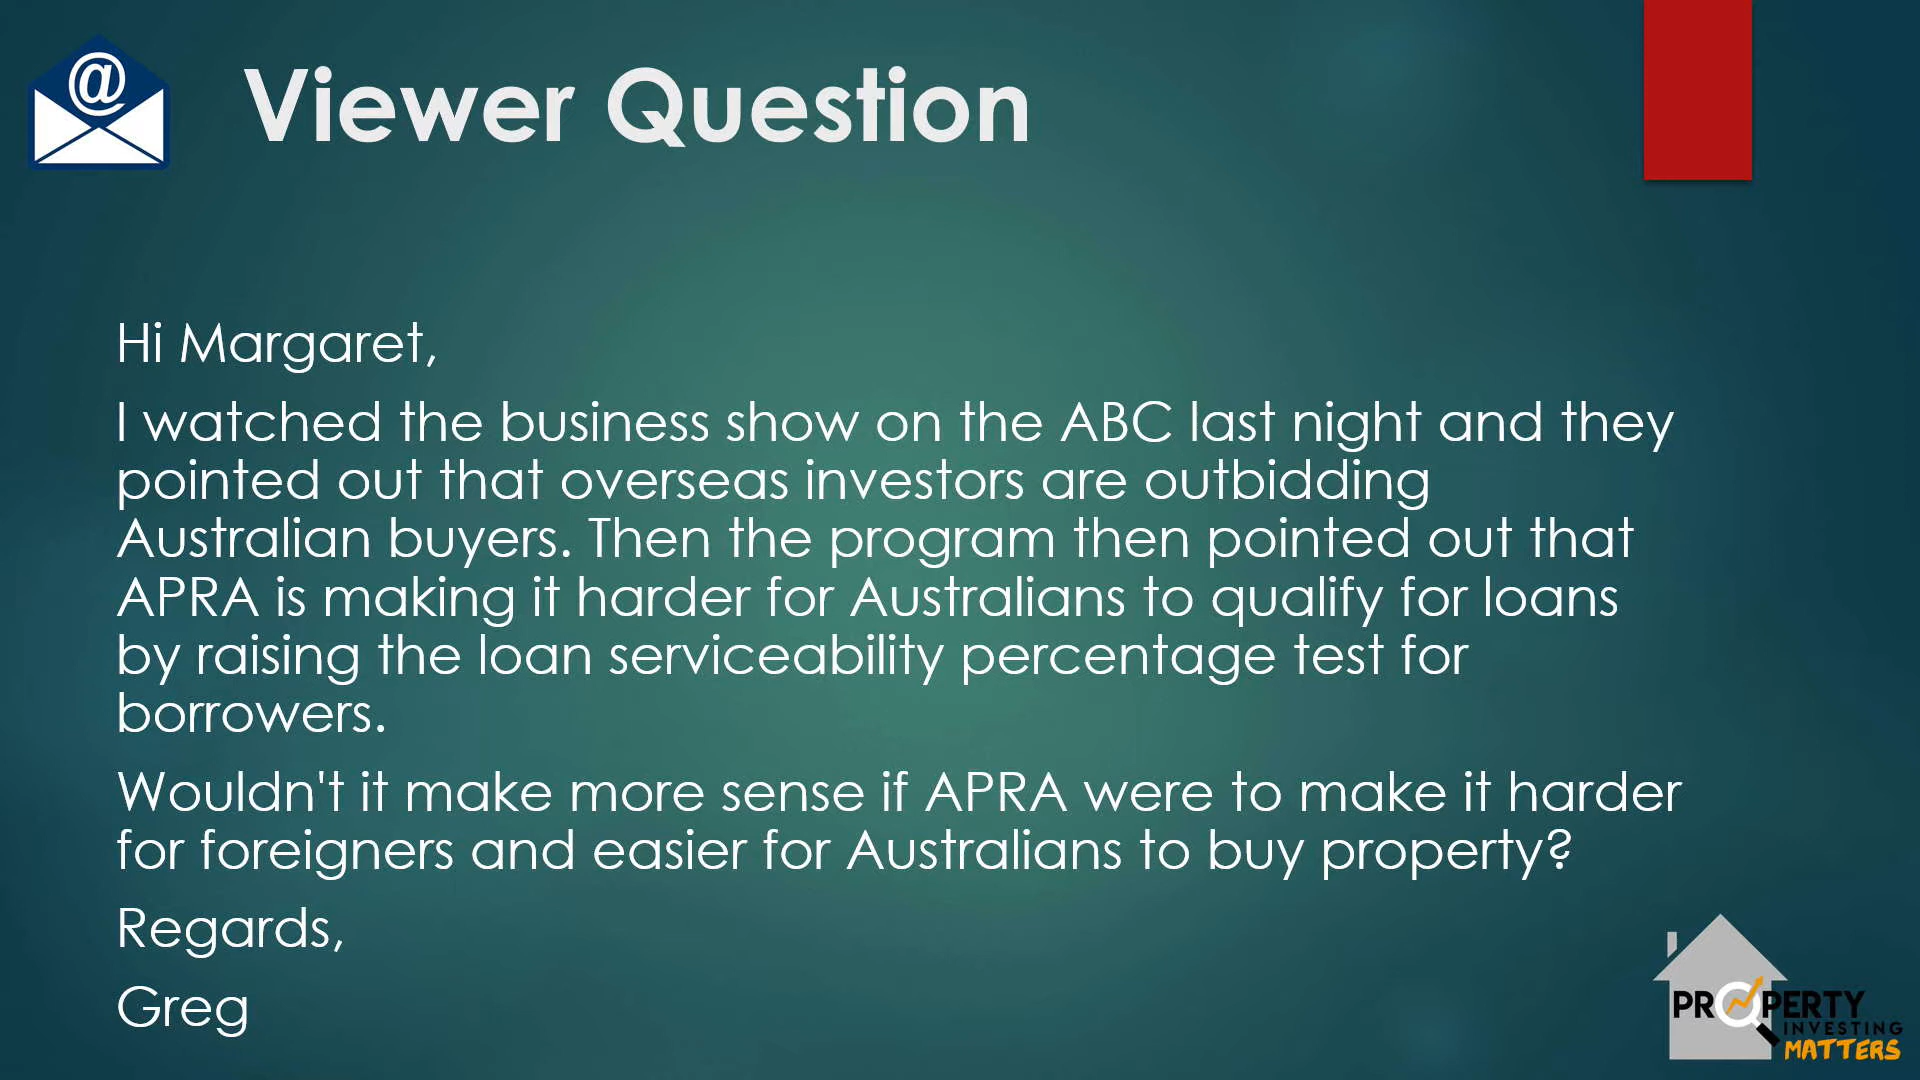 @
Viewer Question
Hi Margaret,
I watched the business show on the ABC last night and they
pointed out that overseas investors are outbidding
Australian buyers. Then the program then pointed out that
APRA is making it harder for Australians to qualify for loans
by raising the loan serviceability percentage test for
borrowers.
Wouldn't it make more sense if APRA were to make it harder
for foreigners and easier for Australians to buy property?
Regards,
Greg
PROPERTY
INVESTING
MATTERS